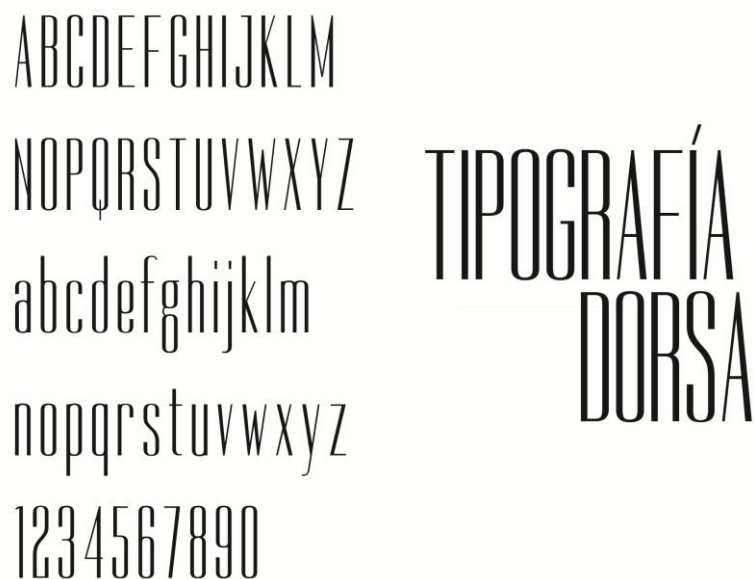 ABCDEFGHIJKLM
NOPQRSTUVWXYZ
abcdefghijklm
nopqrstuvwxyz
1234567890
TIPOGRAFÍA
DORSA